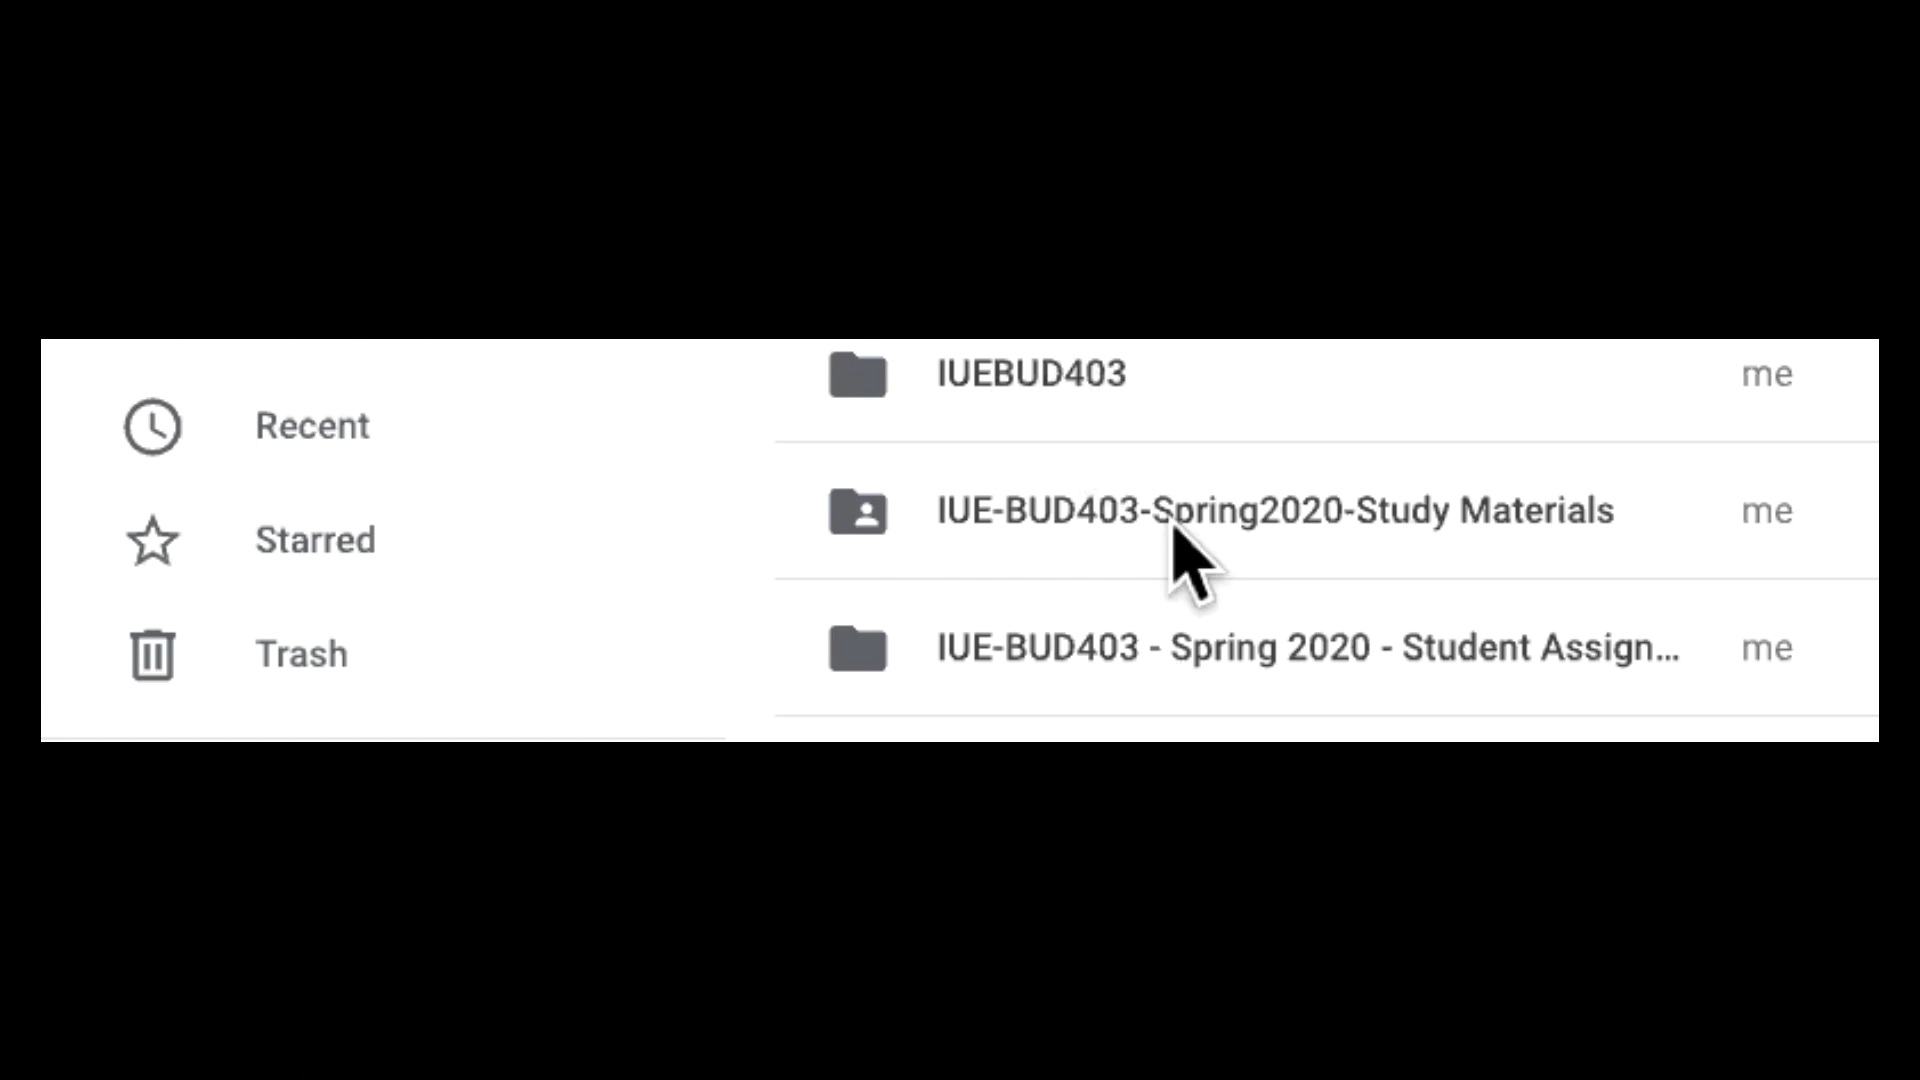 Recent
Starred
Trash
IUEBUD403 me
IUE-BUD403-Spring2020-Study Materials me
IUE-BUD403 - Spring 2020 - Student Assign... me